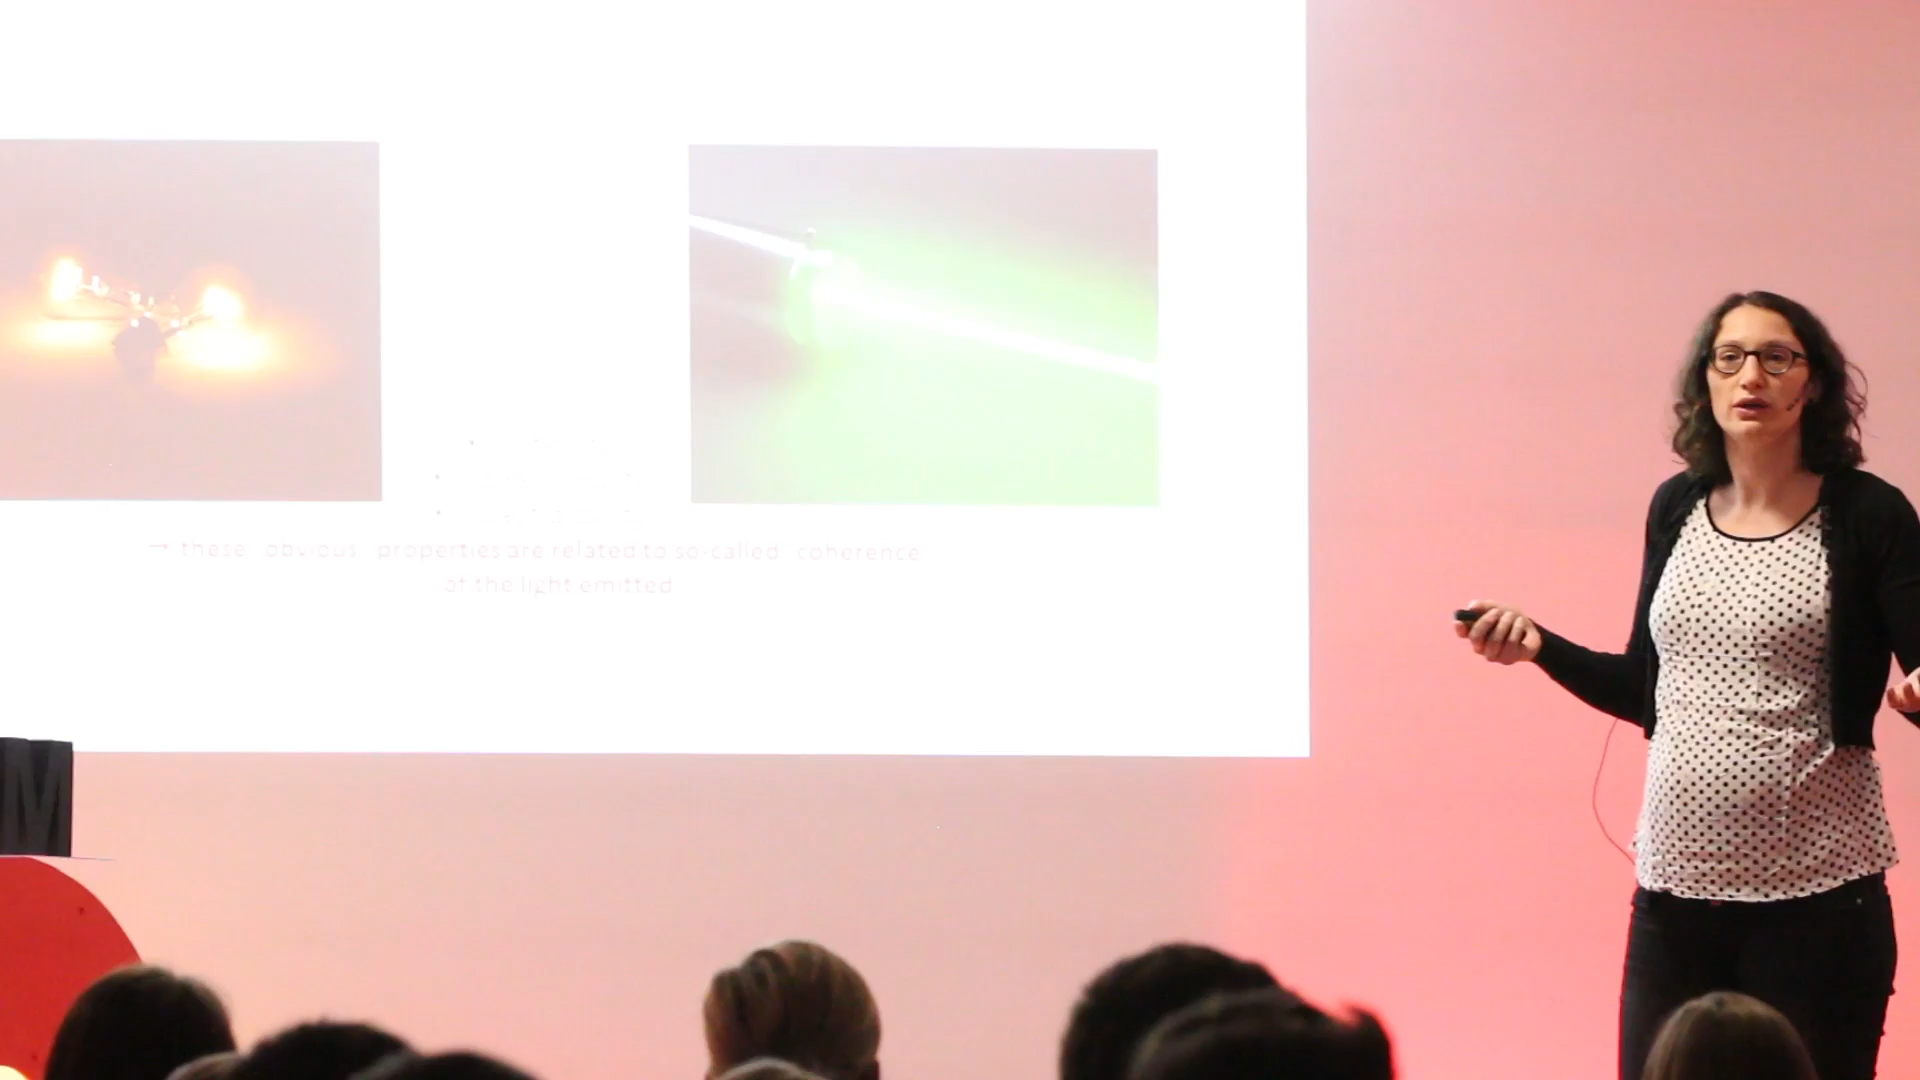 → these "obvious" properties are related to so-called "coherence"
of the light emitted
M